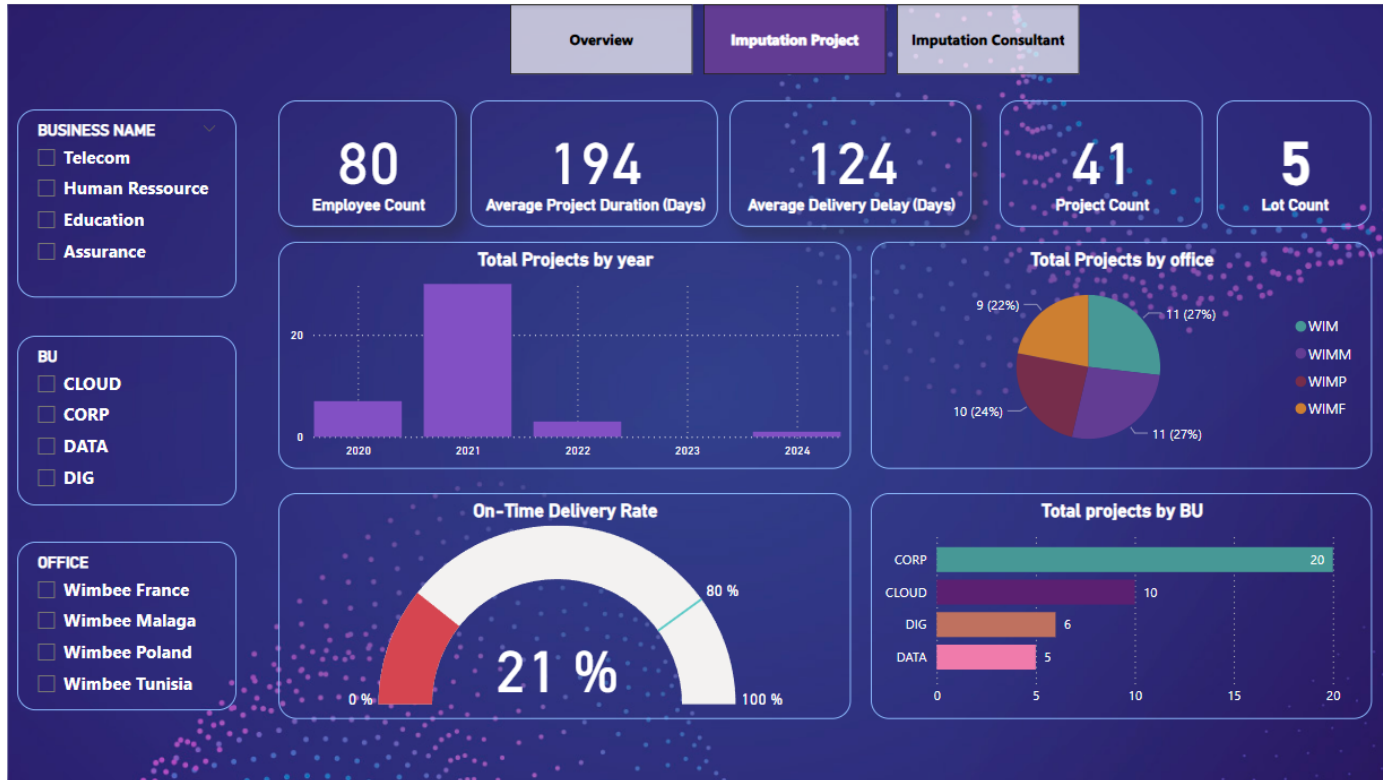 Overview
Imputation Project
Imputation Consultant
BUSINESS NAME
Telecom
Human Ressource
Education
Assurance
BU
CLOUD
CORP
DATA
DIG
OFFICE
Wimbee France
Wimbee Malaga
Wimbee Poland
Wimbee Tunisia
80
Employee Count
194
Average Project Duration (Days)
124
Average Delivery Delay (Days)
41
Project Count
5
Lot Count
Total Projects by year
20
0
2020
2021
2022
2023
2024
Total Projects by office
9 (22%)
11 (27%)
10 (24%)
11 (27%)
WIM
WIMM
WIMP
WIMF
On-Time Delivery Rate
80 %
21 %
0 %
100 %
Total projects by BU
CORP
20
CLOUD
10
DIG
6
DATA
5
0
5
10
15
20